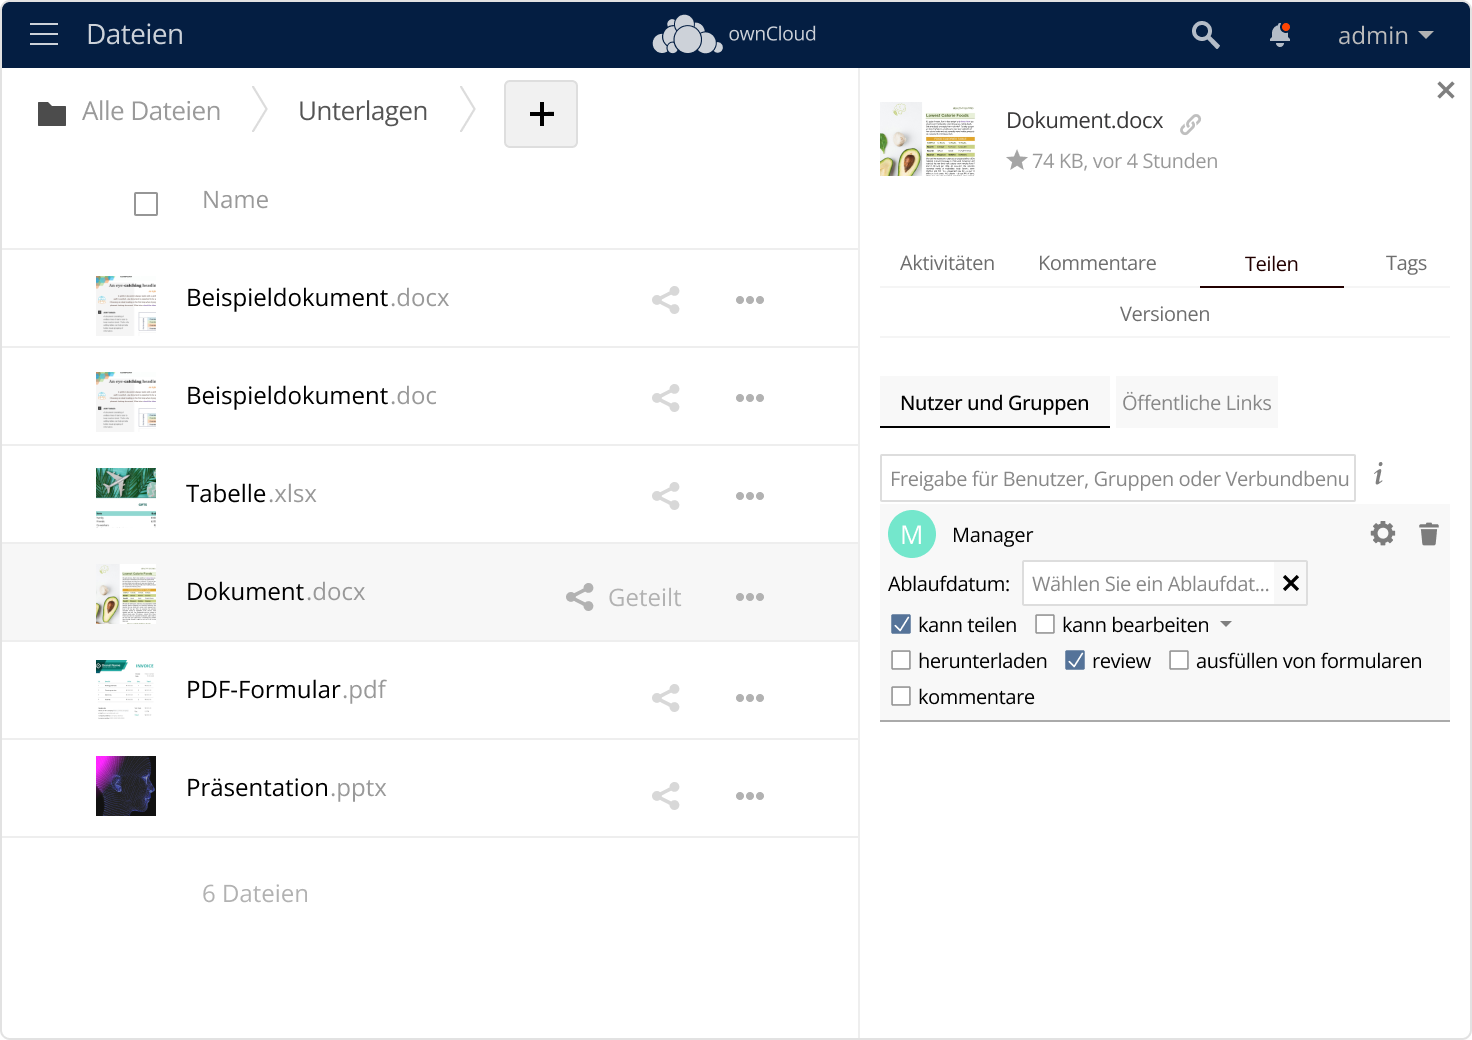 Dateien
ownCloud
admin
Alle Dateien
Unterlagen
+
Name
Beispieldokument.docx
Beispieldokument.doc
Tabelle.xlsx
Dokument.docx
Geteilt
PDF-Formular.pdf
Präsentation.pptx
6 Dateien
Lowest Calorie Foods
Dokument.docx
74 KB, vor 4 Stunden
Aktivitäten
Kommentare
Teilen
Tags
Versionen
Nutzer und Gruppen
Öffentliche Links
Freigabe für Benutzer, Gruppen oder Verbundbenu
i
M
Manager
Ablaufdatum:
Wählen Sie ein Ablaufdat...
kann teilen
kann bearbeiten
herunterladen
review
ausfüllen von formularen
kommentare